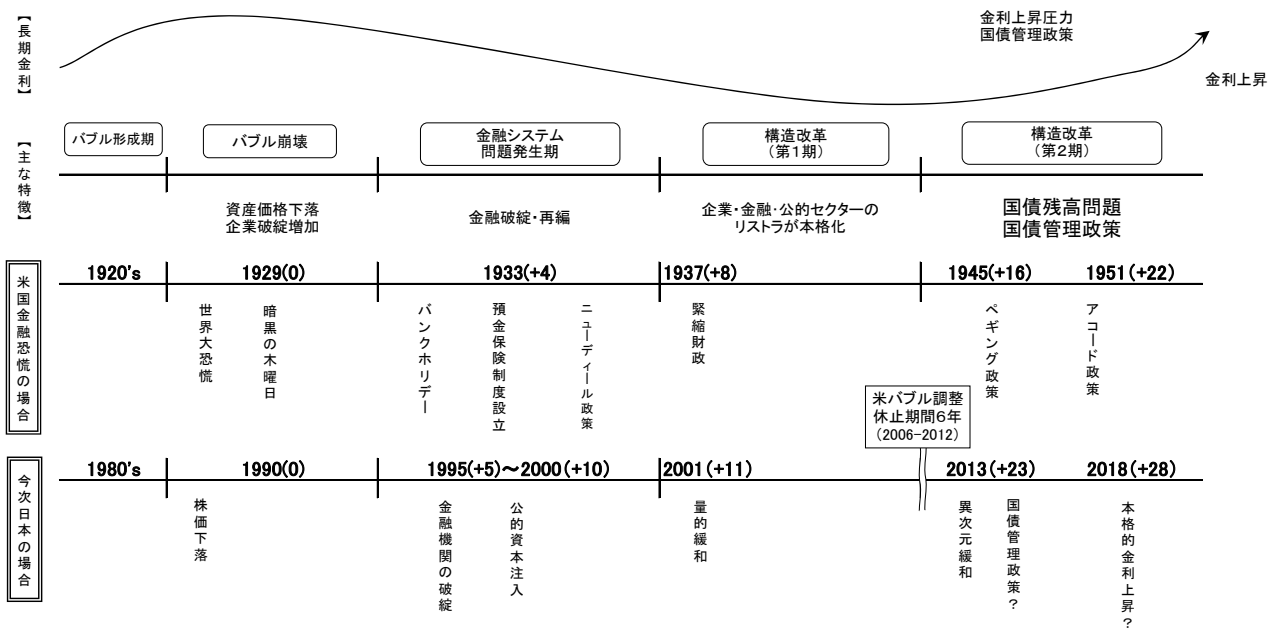 【長期金利】
金利上昇圧力
国債管理政策
金利上昇
【主な特徴】
バブル形成期
バブル崩壊
金融システム
問題発生期
構造改革
(第1期)
構造改革
(第2期)
資産価格下落
企業破綻増加
金融破綻・再編
企業・金融・公的セクターの
リストラが本格化
国債残高問題
国債管理政策
米国金融恐慌の場合
1920's
1929(0)
1933(+4)
1937(+8)
1945(+16)
1951(+22)
世界大恐慌
暗黒の木曜日
バンクホリデー
預金保険制度設立
ニューディール政策
緊縮財政
ペギング政策
アコード政策
米バブル調整
休止期間6年
(2006-2012)
今次日本の場合
1980's
1990(0)
1995(+5)～2000(+10)
2001(+11)
2013(+23)
2018(+28)
株価下落
金融機関の破綻
公的資本注入
量的緩和
異次元緩和
国債管理政策?
本格的金利上昇?